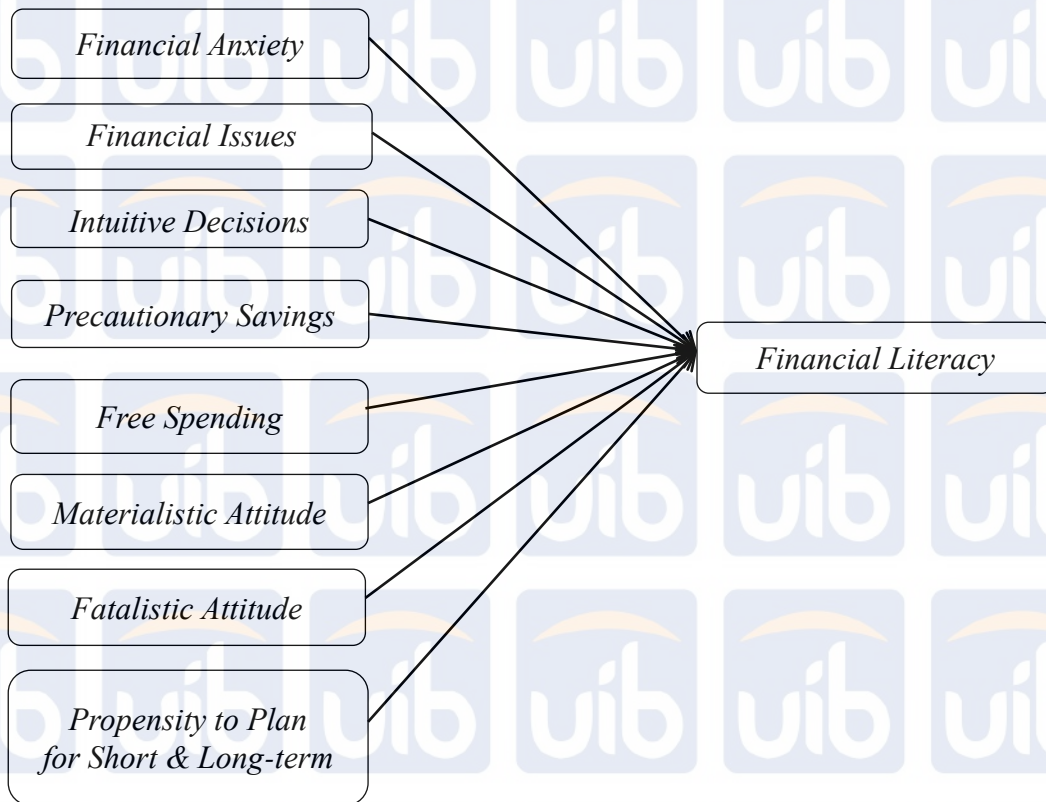 Financial Anxiety
Financial Issues
Intuitive Decisions
Precautionary Savings
Financial Literacy
Free Spending
Materialistic Attitude
Fatalistic Attitude
Propensity to Plan
for Short & Long-term
uib